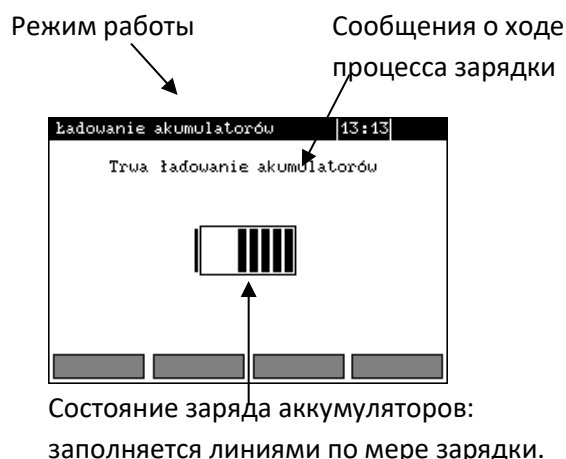 Режим работы
Сообщения о ходе
процесса зарядки
Ładowanie akumulatorów 13:13
Trwa ładowanie akumulatorów
Состояние заряда аккумуляторов:
заполняется линиями по мере зарядки.